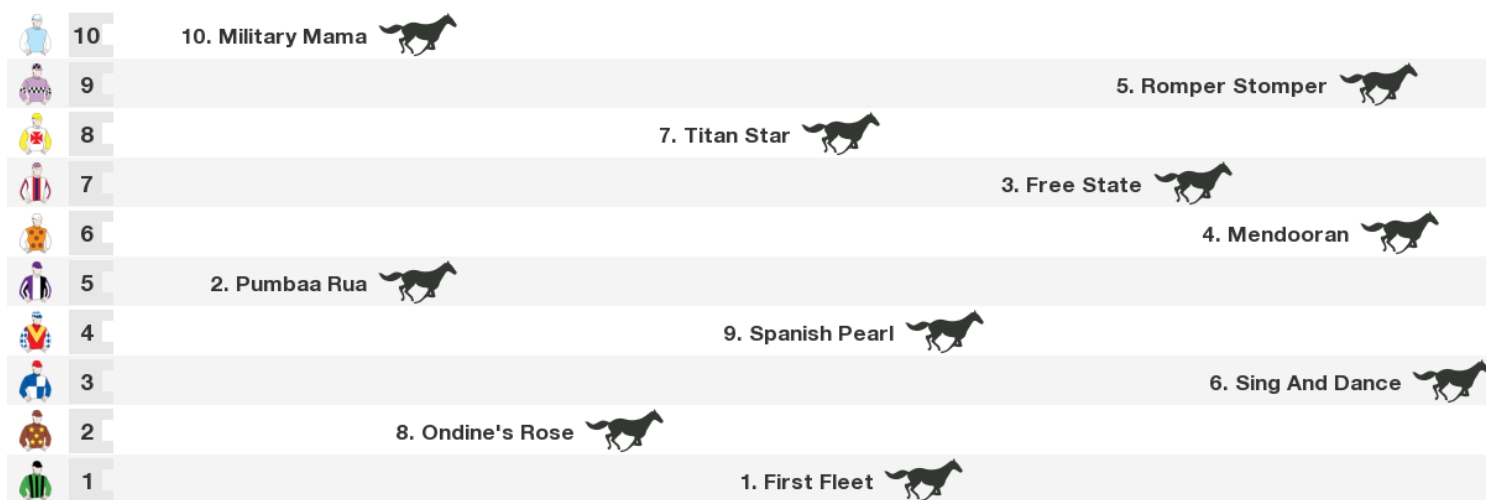 10 10. Military Mama
9 5. Romper Stomper
8 7. Titan Star
7 3. Free State
6 4. Mendooran
5 2. Pumbaa Rua
4 9. Spanish Pearl
3 6. Sing And Dance
2 8. Ondine's Rose
1 1. First Fleet